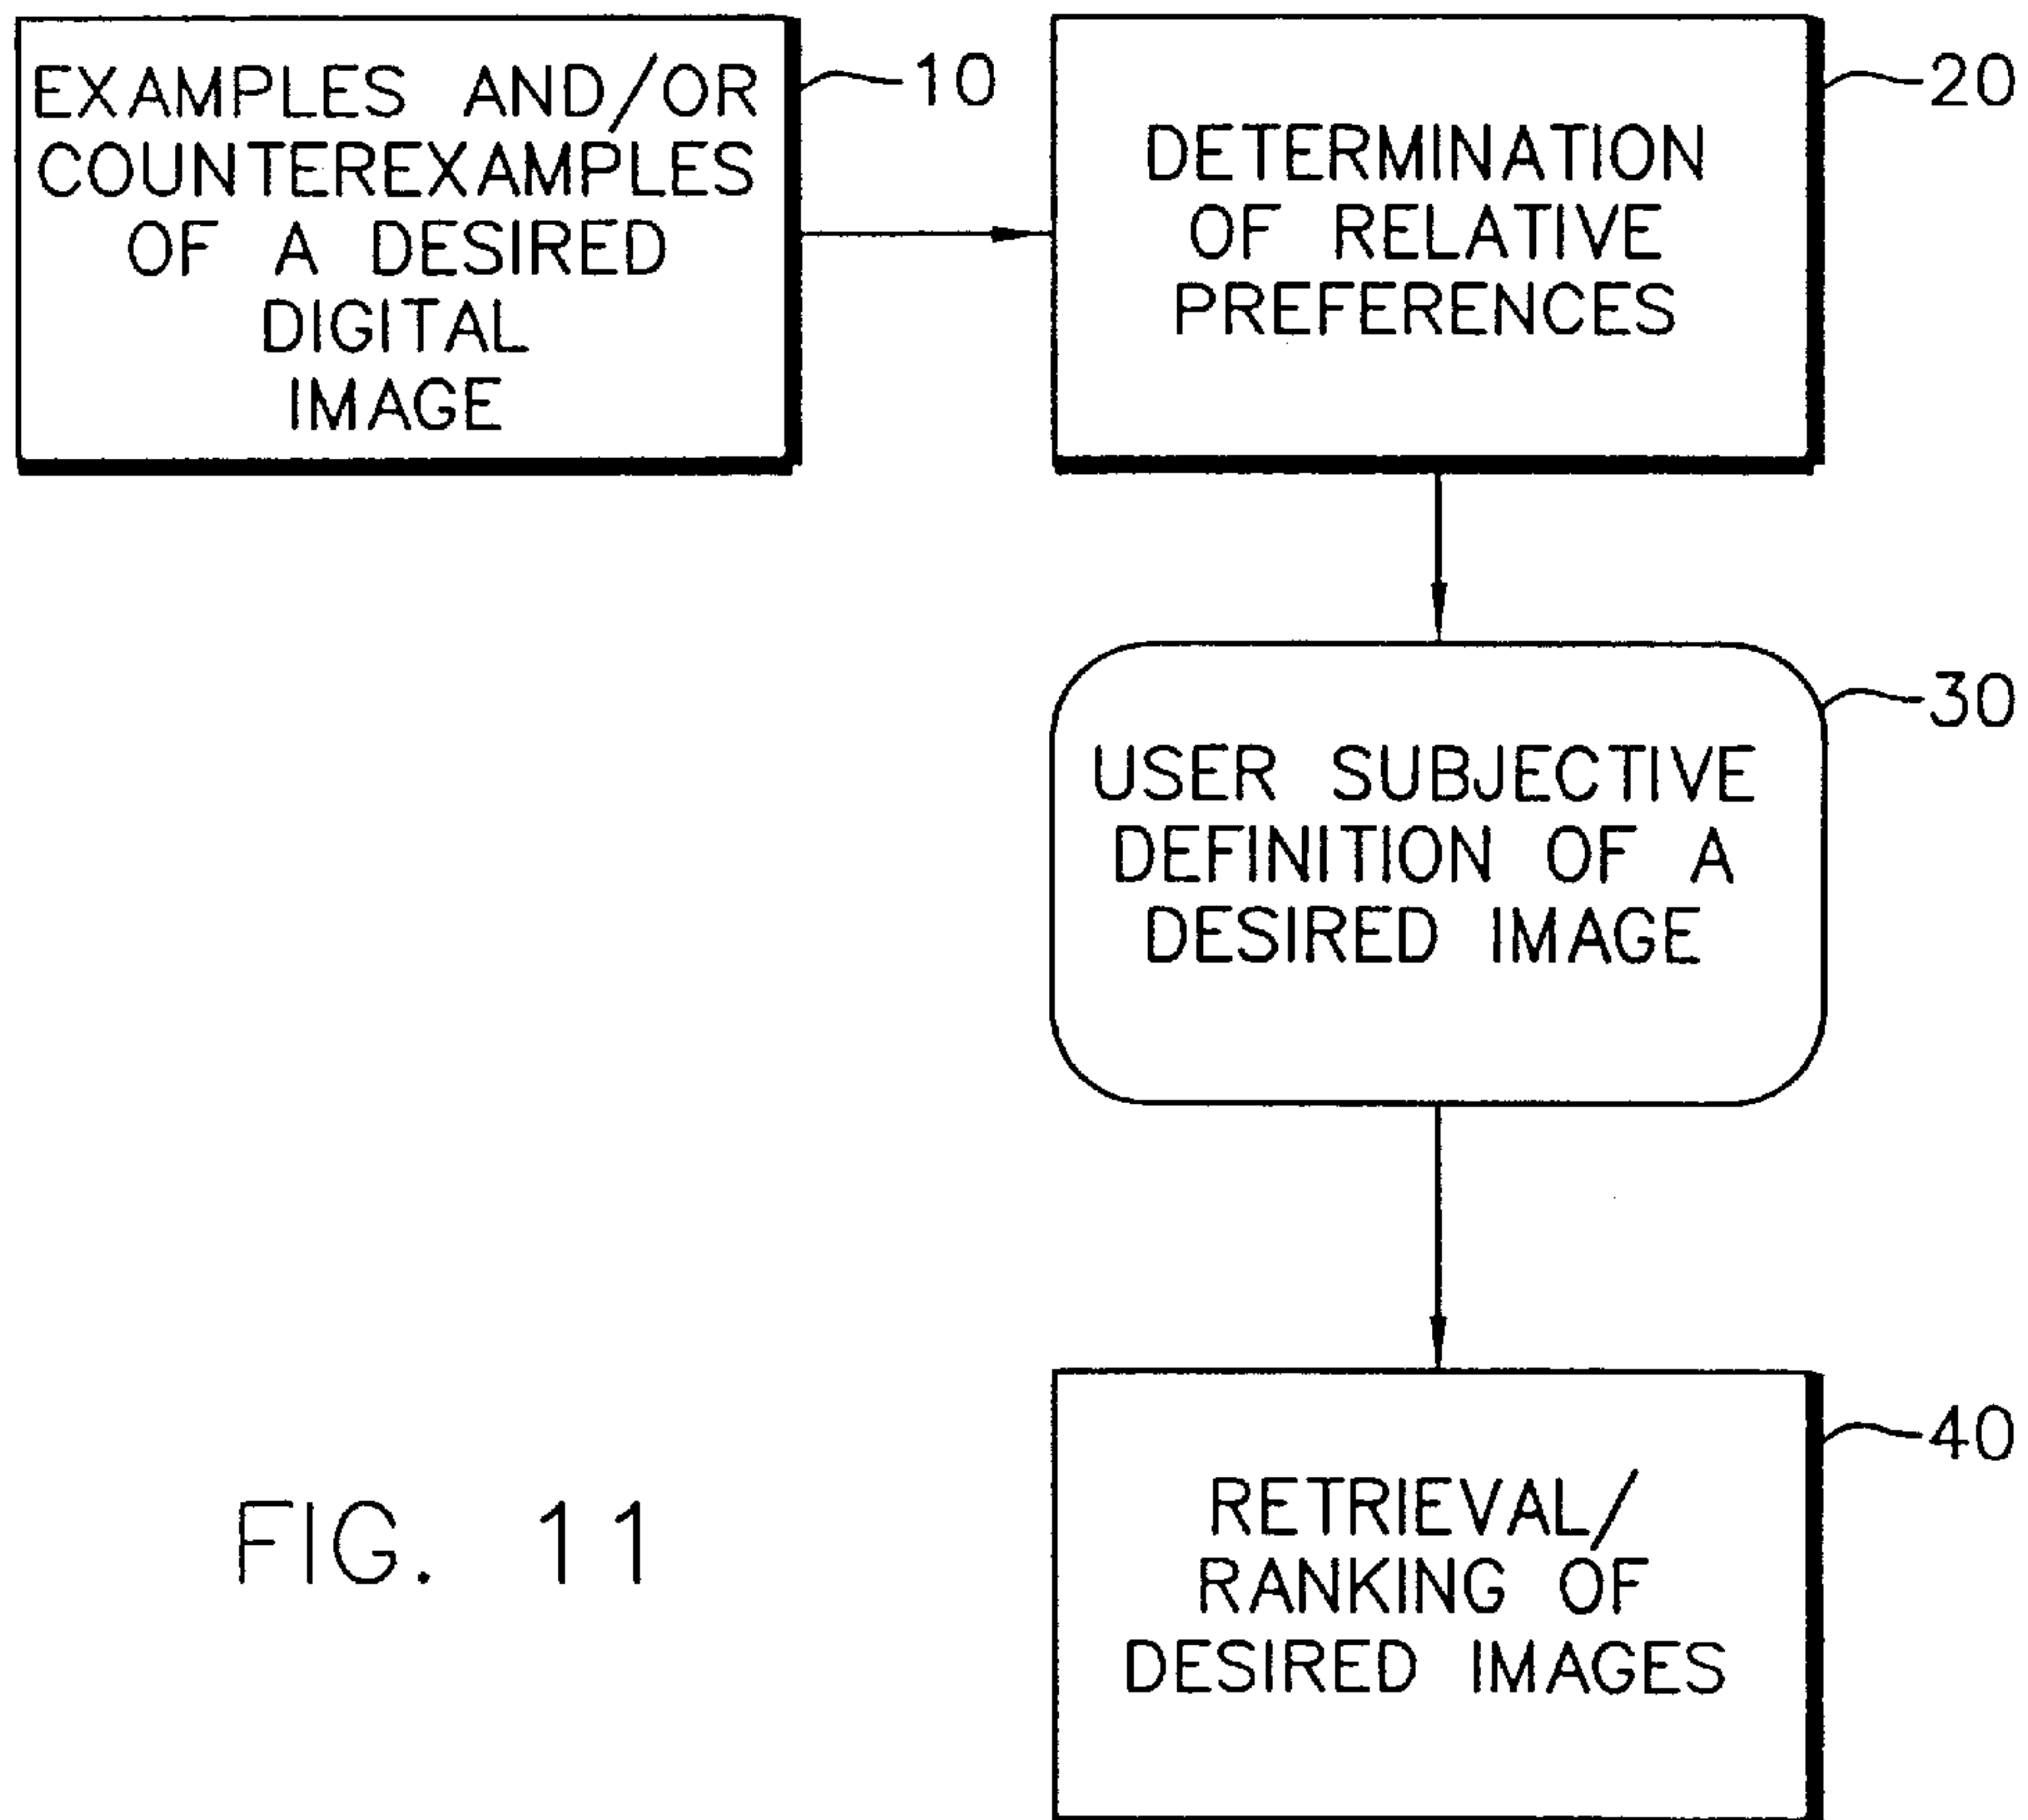 EXAMPLES AND/OR
COUNTEREXAMPLES
OF A DESIRED
DIGITAL
IMAGE
10
DETERMINATION
OF RELATIVE
PREFERENCES
20
USER SUBJECTIVE
DEFINITION OF A
DESIRED IMAGE
30
RETRIEVAL/
RANKING OF
DESIRED IMAGES
40
FIG. 11